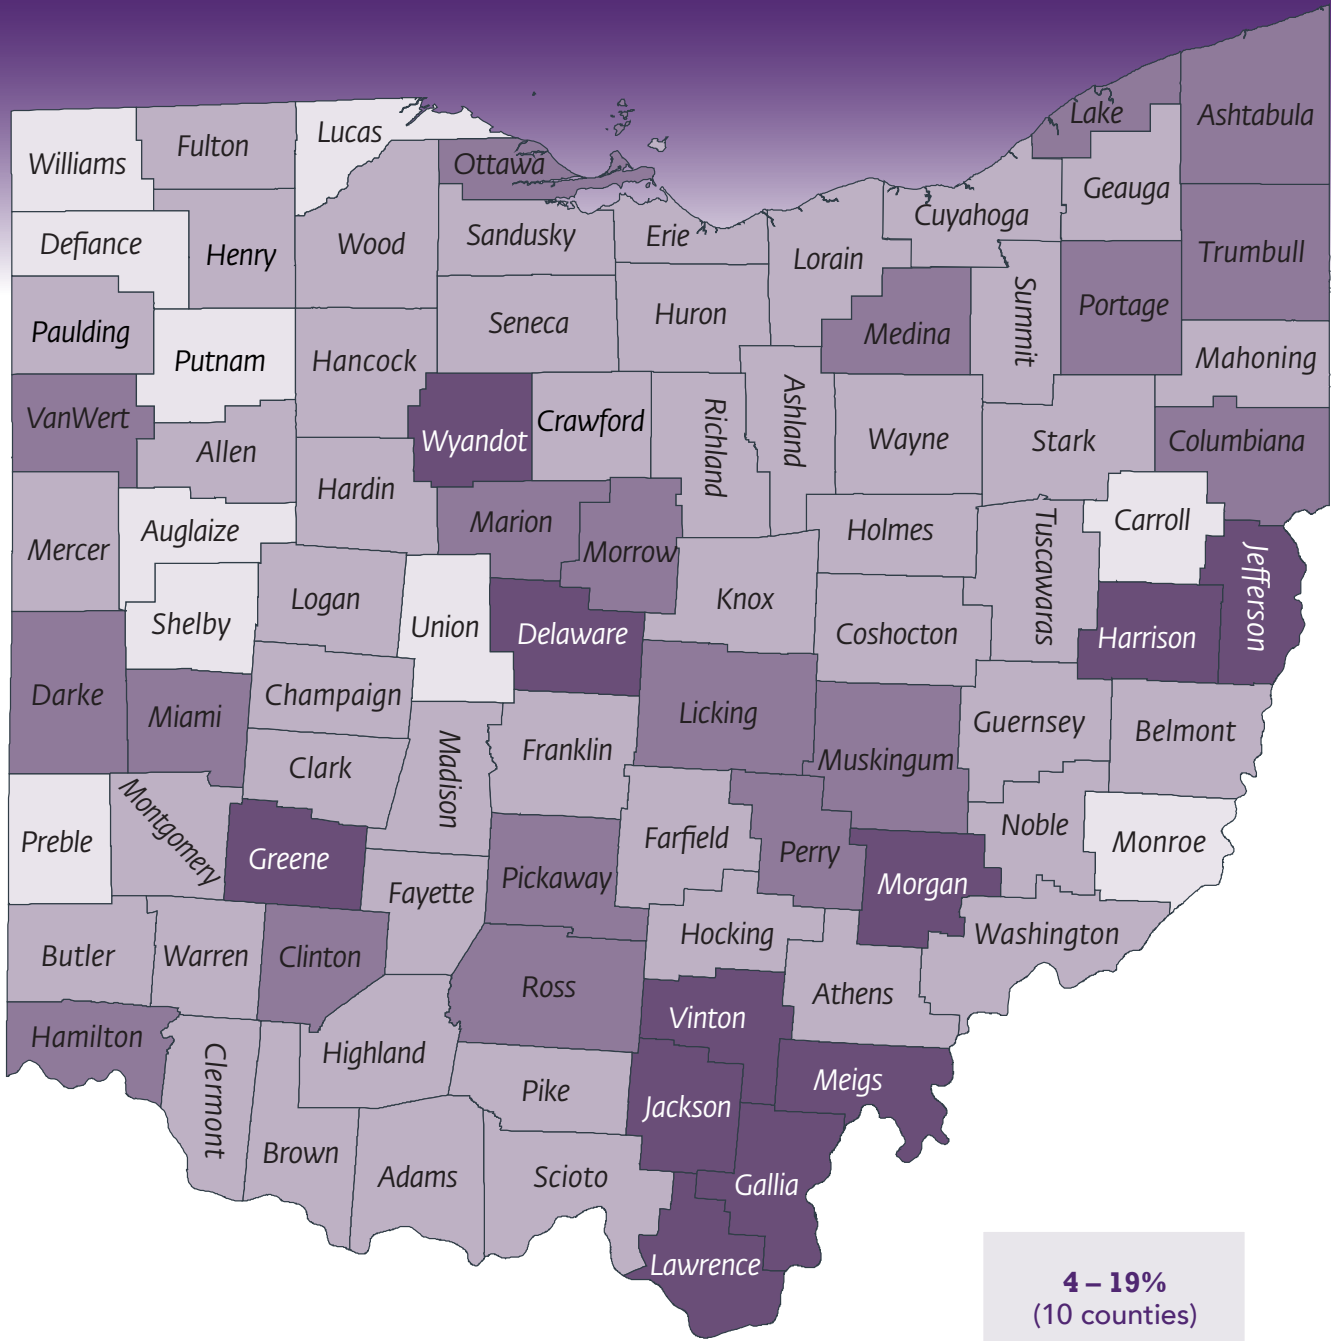 Lake
Ashtabula
Lucas
Fulton
Williams
Ottawa
Geauga
Cuyahoga
Sandusky
Erie
Defiance
Henry
Wood
Lorain
Trumbull
Summit
Portage
Huron
Seneca
Medina
Paulding
Putnam
Hancock
Mahoning
VanWert
Wyandot
Crawford
Richland
Ashland
Wayne
Stark
Columbiana
Allen
Hardin
Marion
Auglaize
Mercer
Morrow
Holmes
Tuscawaras
Carroll
Jefferson
Logan
Knox
Shelby
Union
Delaware
Coshocton
Harrison
Darke
Champaign
Miami
Licking
Guernsey
Belmont
Madison
Franklin
Clark
Muskingum
Montgomery
Preble
Greene
Farfield
Perry
Noble
Monroe
Fayette
Pickaway
Morgan
Hocking
Washington
Butler
Warren
Clinton
Ross
Athens
Vinton
Hamilton
Clermont
Highland
Pike
Meigs
Jackson
Brown
Adams
Scioto
Gallia
Lawrence
4 – 19%
(10 counties)